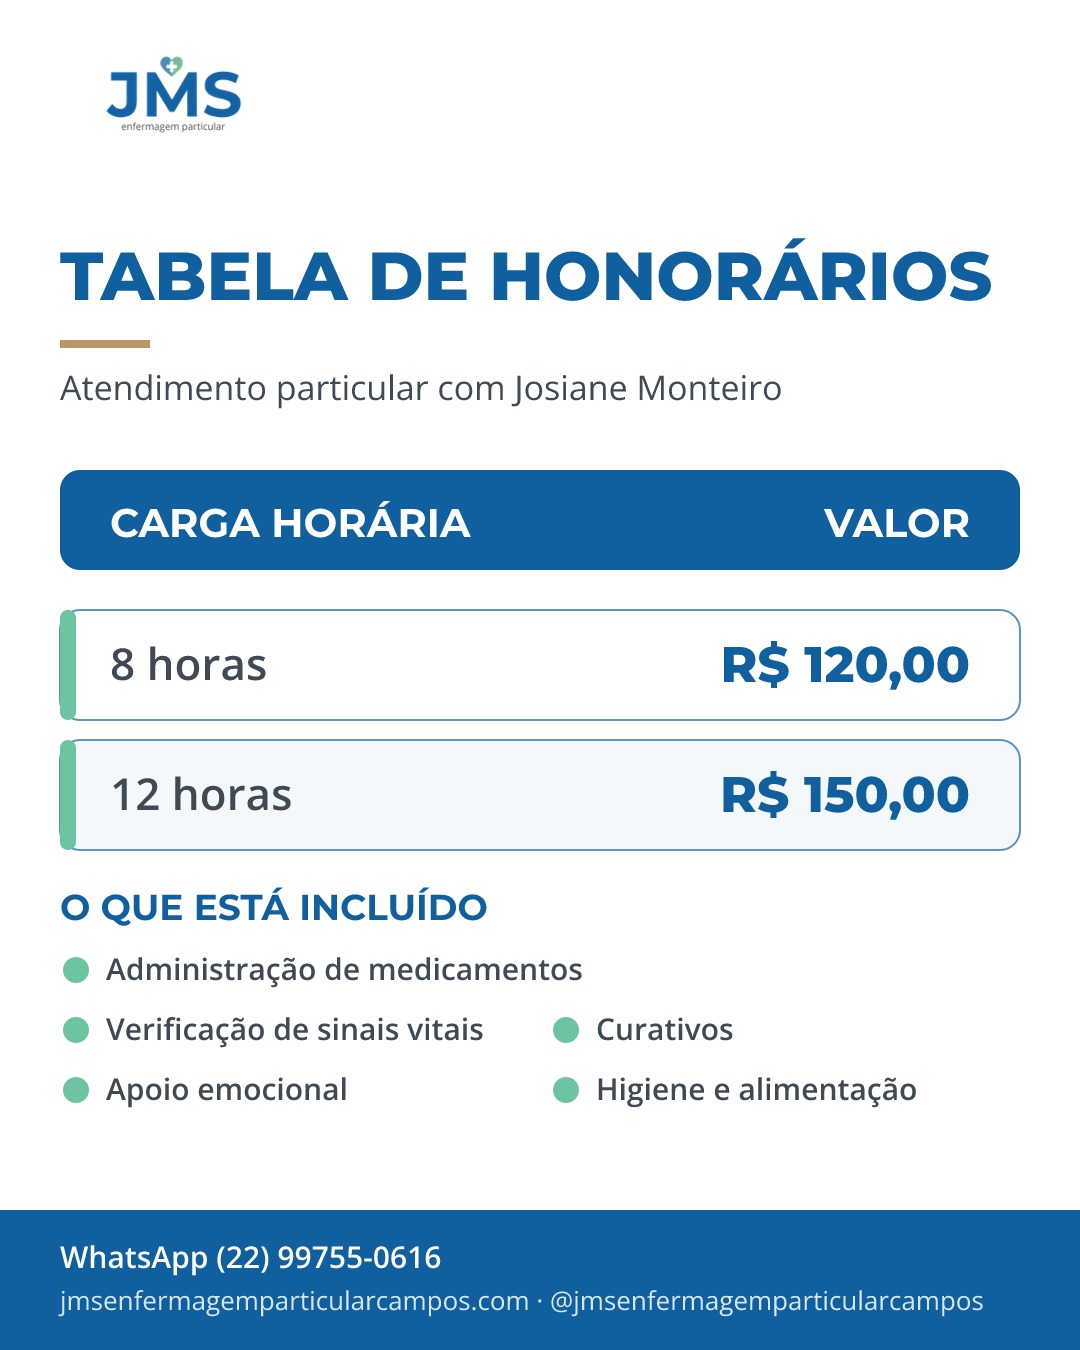 JMS
enfermagem particular
TABELA DE HONORÁRIOS
Atendimento particular com Josiane Monteiro
CARGA HORÁRIA VALOR
8 horas R$ 120,00
12 horas R$ 150,00
O QUE ESTÁ INCLUÍDO
Administração de medicamentos
Verificação de sinais vitais Curativos
Apoio emocional Higiene e alimentação
WhatsApp (22) 99755-0616
jmsenfermagemparticularcampos.com · @jmsenfermagemparticularcampos